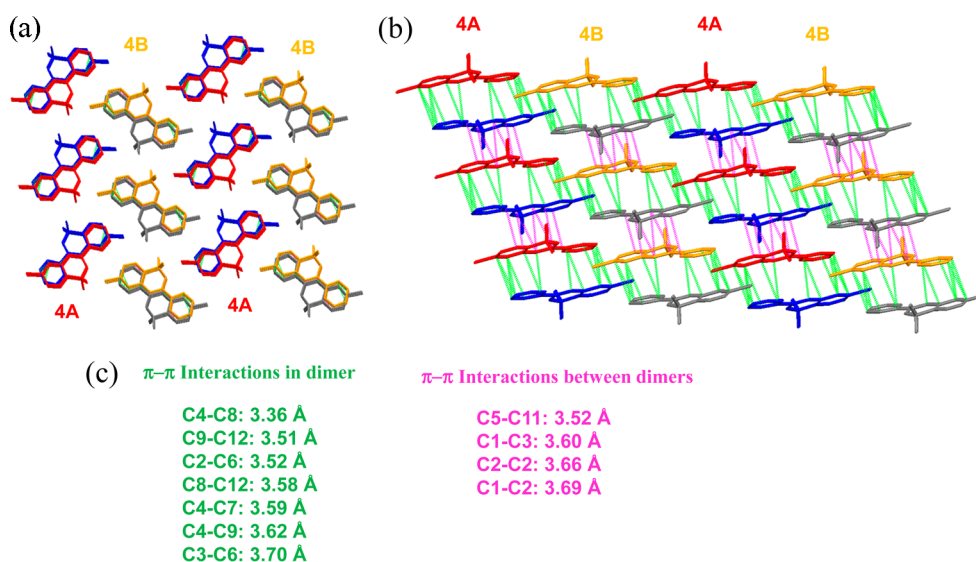 (a)
4B
4B
4A
4A
(b)
4A
4B
4A
4B
(c)
π–π Interactions in dimer
C4-C8: 3.36 Å
C9-C12: 3.51 Å
C2-C6: 3.52 Å
C8-C12: 3.58 Å
C4-C7: 3.59 Å
C4-C9: 3.62 Å
C3-C6: 3.70 Å
π–π Interactions between dimers
C5-C11: 3.52 Å
C1-C3: 3.60 Å
C2-C2: 3.66 Å
C1-C2: 3.69 Å